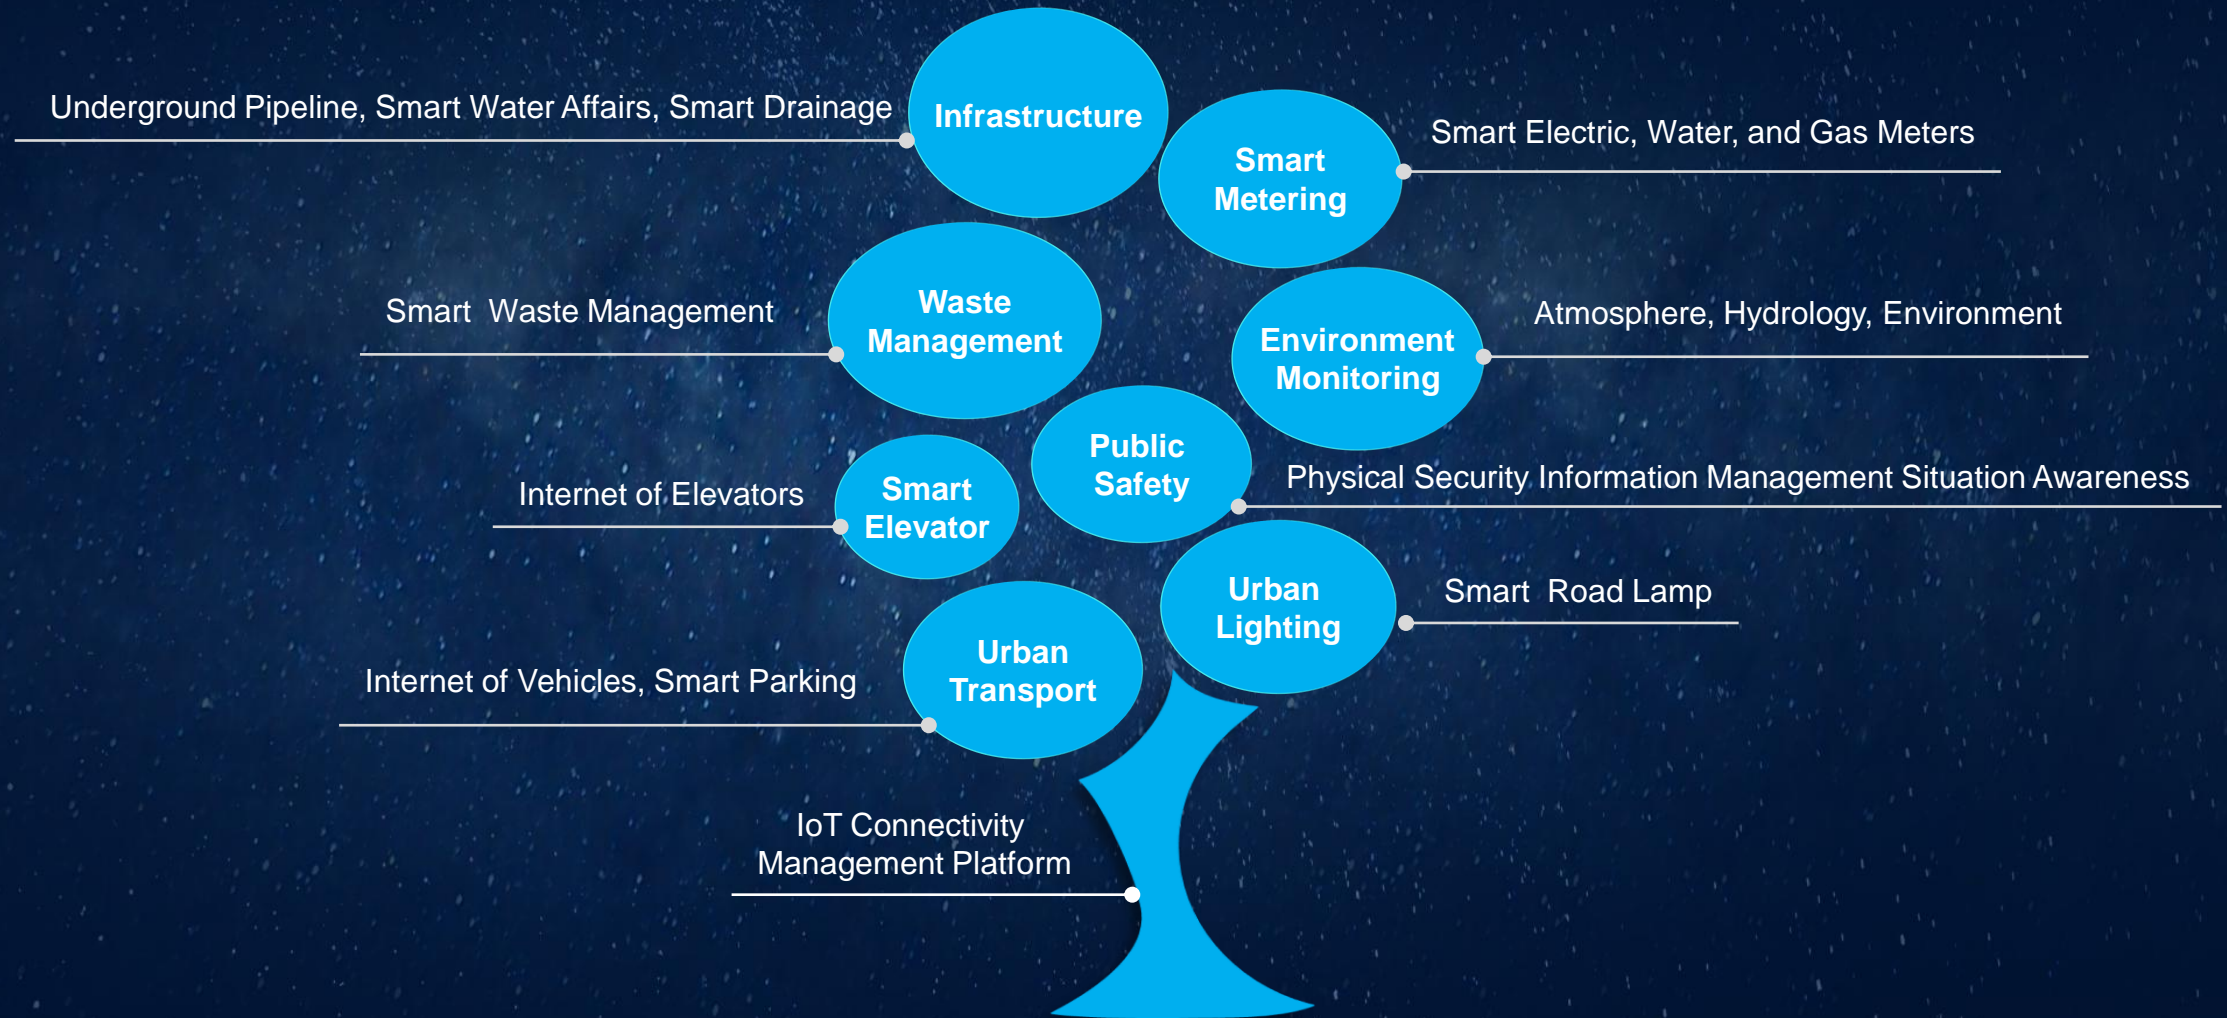 Underground Pipeline, Smart Water Affairs, Smart Drainage
Infrastructure
Smart
Metering
Smart Electric, Water, and Gas Meters
Smart  Waste Management
Waste
Management
Environment
Monitoring
Atmosphere, Hydrology, Environment
Public
Safety
Physical Security Information Management Situation Awareness
Internet of Elevators
Smart
Elevator
Urban
Lighting
Smart  Road Lamp
Internet of Vehicles, Smart Parking
Urban
Transport
IoT Connectivity
Management Platform